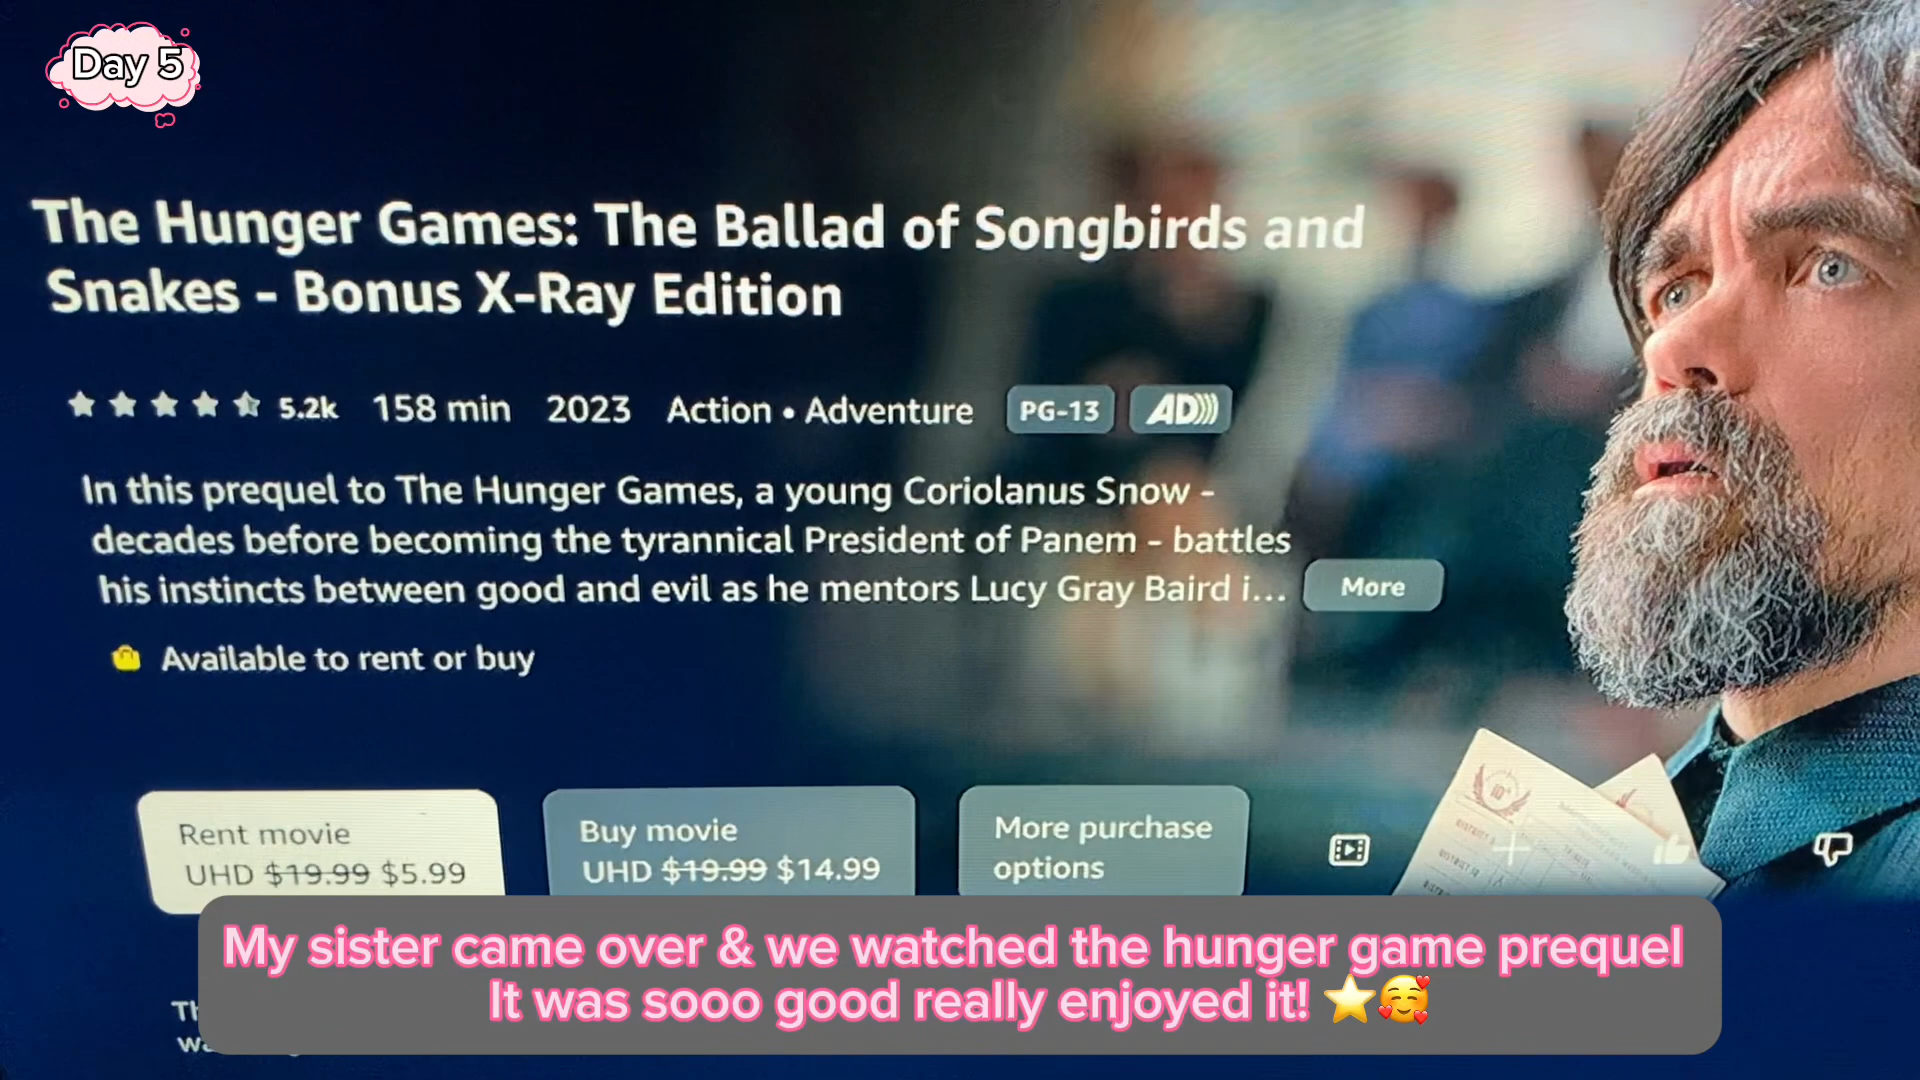 Day 5
The Hunger Games: The Ballad of Songbirds and
Snakes - Bonus X-Ray Edition
5.2k 158 min 2023 Action • Adventure PG-13 AD)))
In this prequel to The Hunger Games, a young Coriolanus Snow -
decades before becoming the tyrannical President of Panem - battles
his instincts between good and evil as he mentors Lucy Gray Baird i... More
Available to rent or buy
Rent movie
UHD $19.99 $5.99
Buy movie
UHD $19.99 $14.99
More purchase
options
My sister came over & we watched the hunger game prequel
It was sooo good really enjoyed it! ⭐🥰